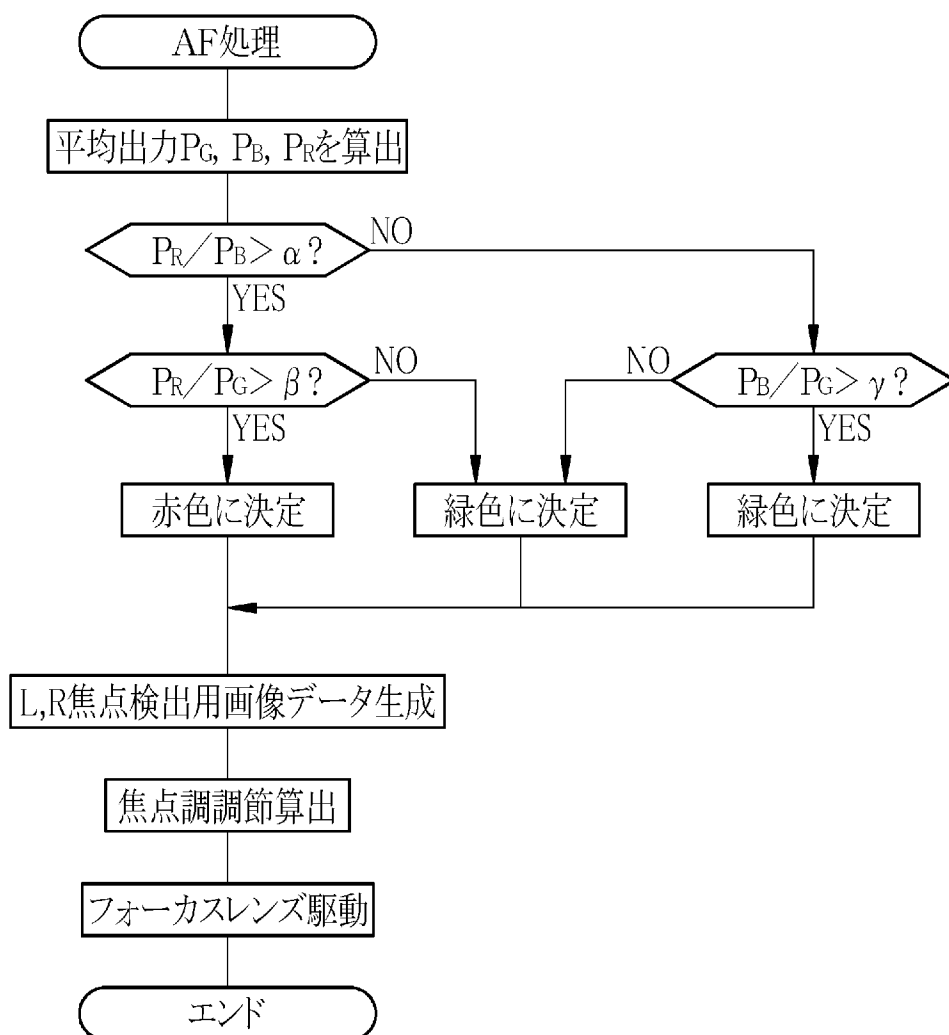 AF処理
平均出力PG, PB, PRを算出
PR／PB＞α？
NO
YES
PR／PG＞β？
NO
NO
PB／PG＞γ？
YES
YES
赤色に決定
緑色に決定
緑色に決定
L,R焦点検出用画像データ生成
焦点調調節算出
フォーカスレンズ駆動
エンド